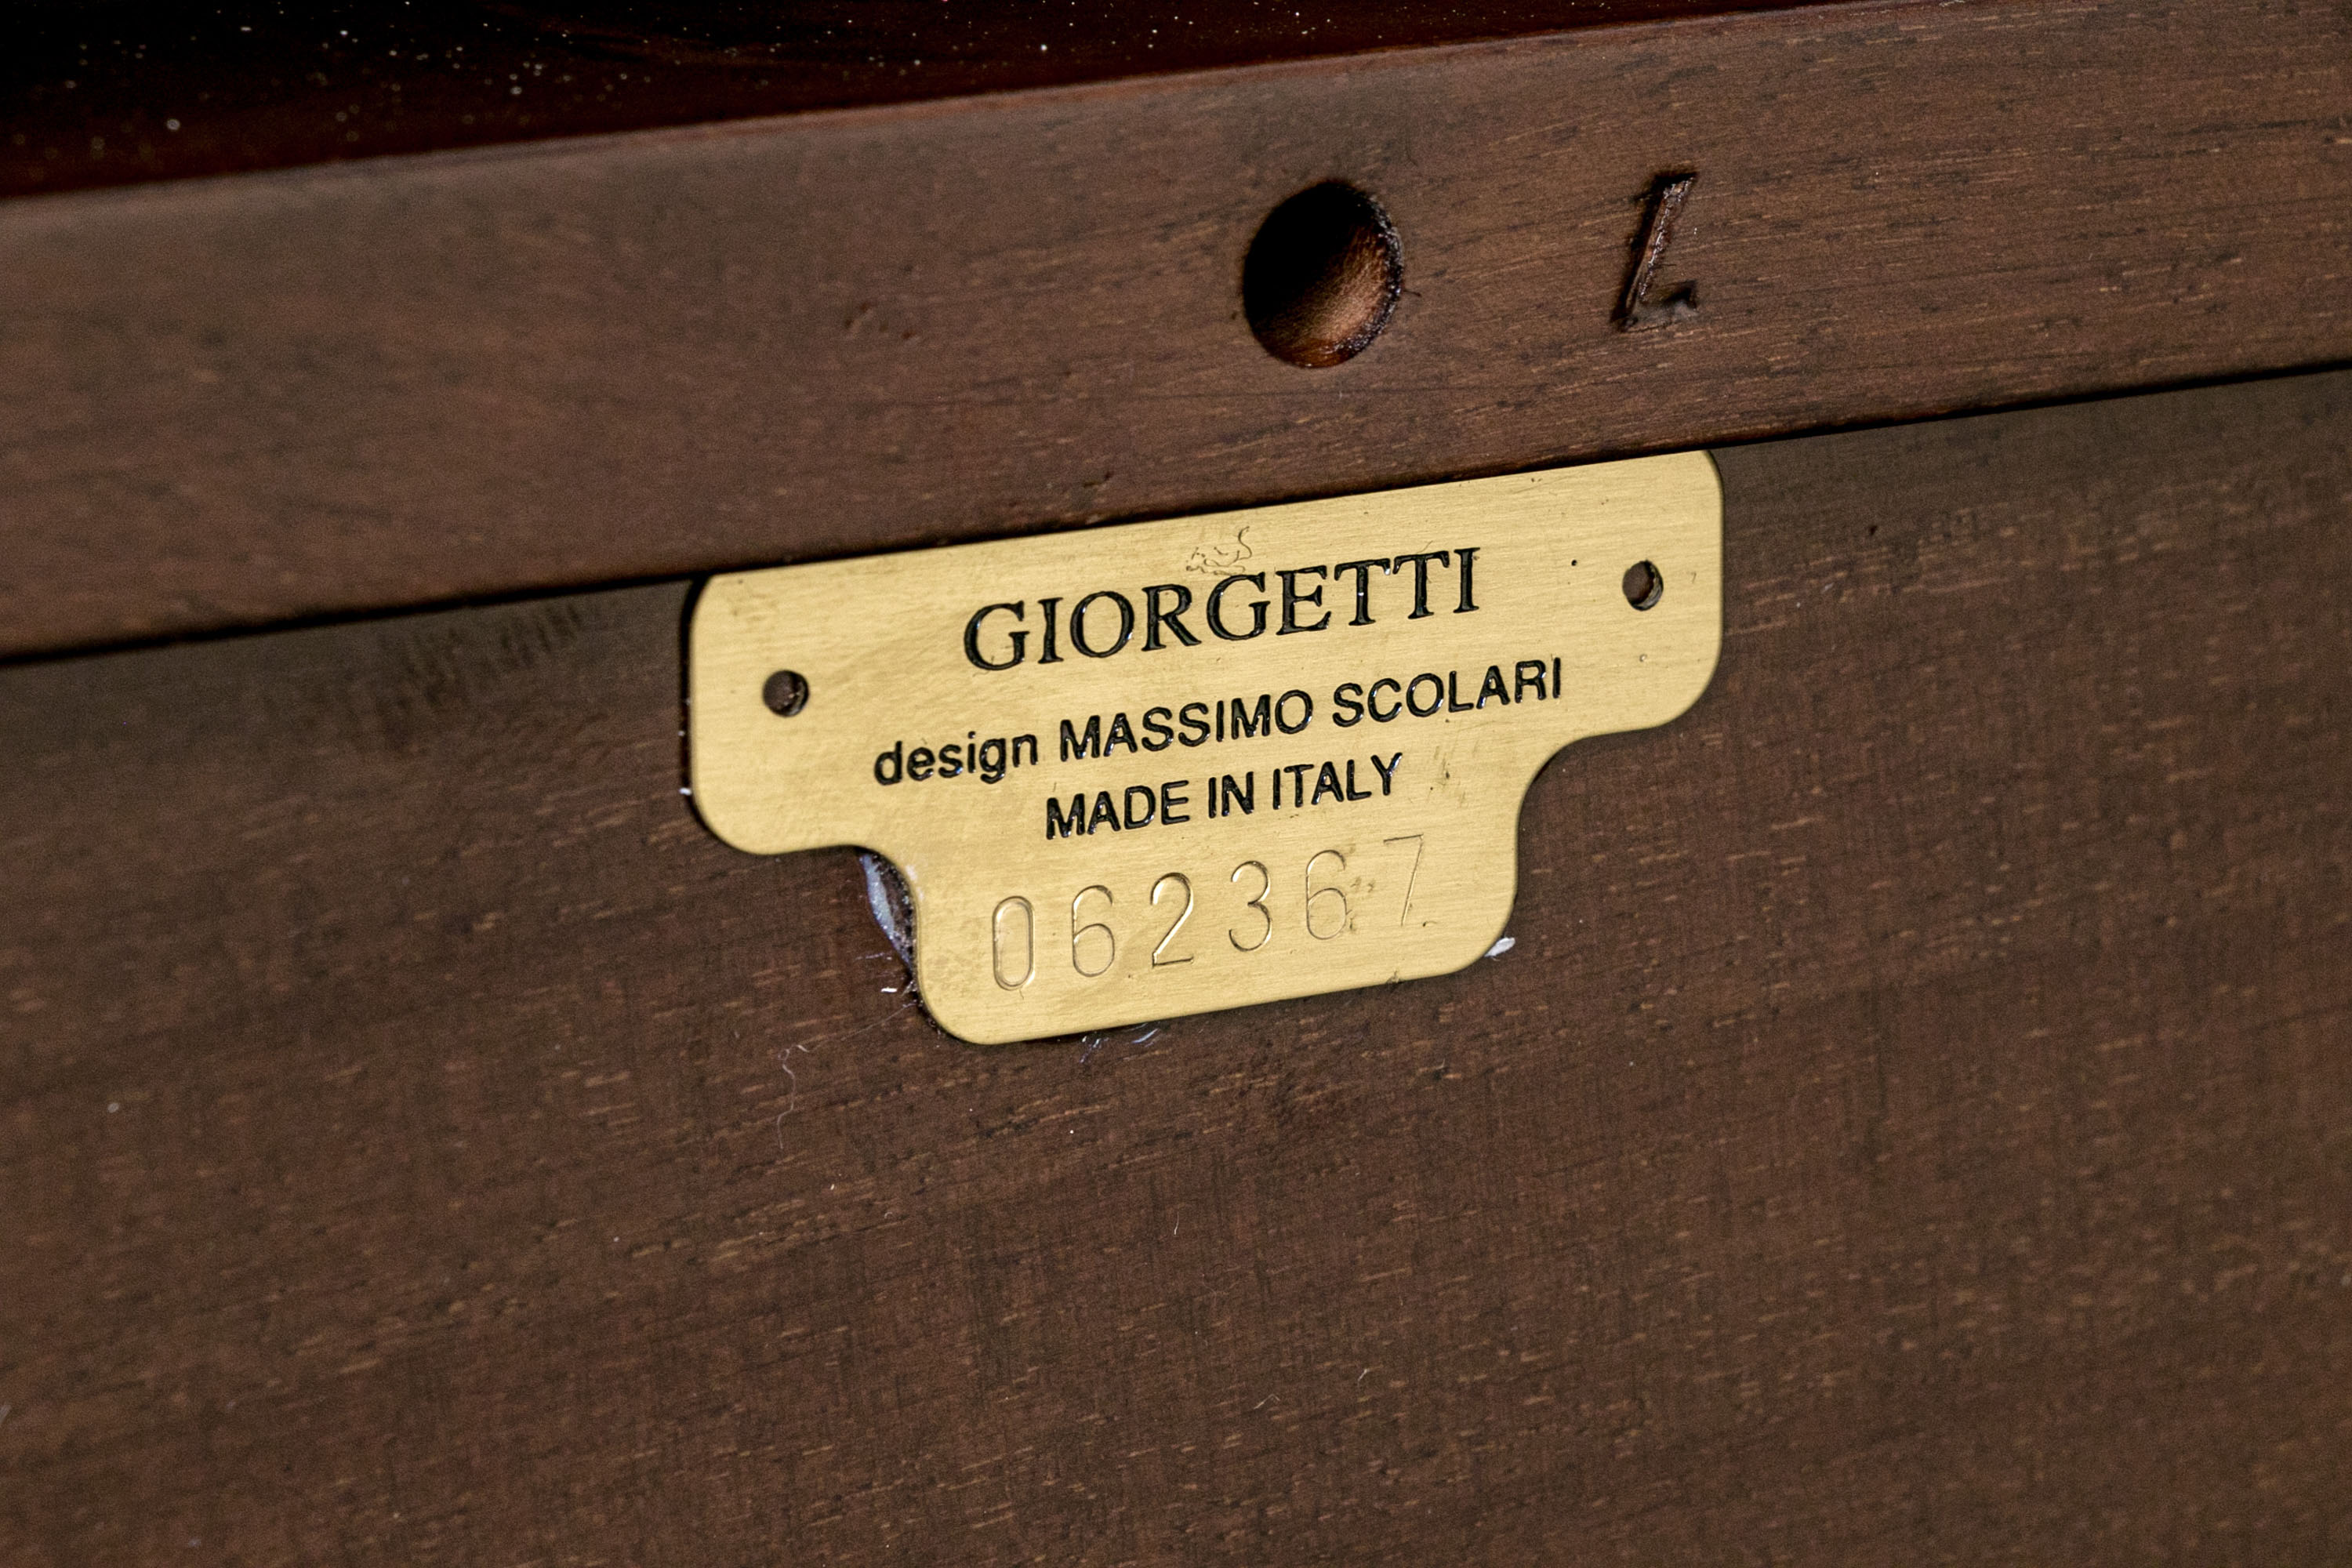 GIORGETTI
design MASSIMO SCOLARI
MADE IN ITALY
062367